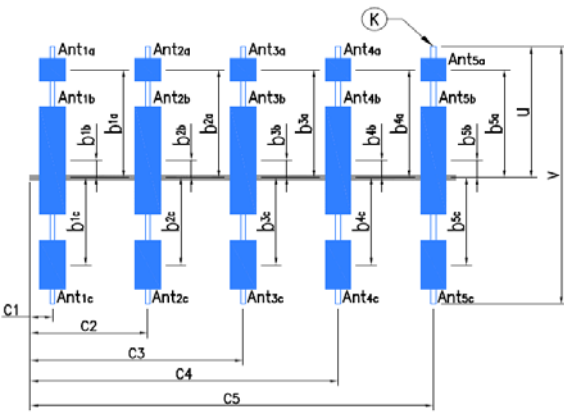 K
Ant1a Ant2a Ant3a Ant4a Ant5a
Ant1b Ant2b Ant3b Ant4b Ant5b
b1b b1a b2b b2a b3b b3a b4b b4a b5b b5a u
v
b1c b2c b3c b4c b5c
Ant1c Ant2c Ant3c Ant4c Ant5c
C1
C2
C3
C4
C5